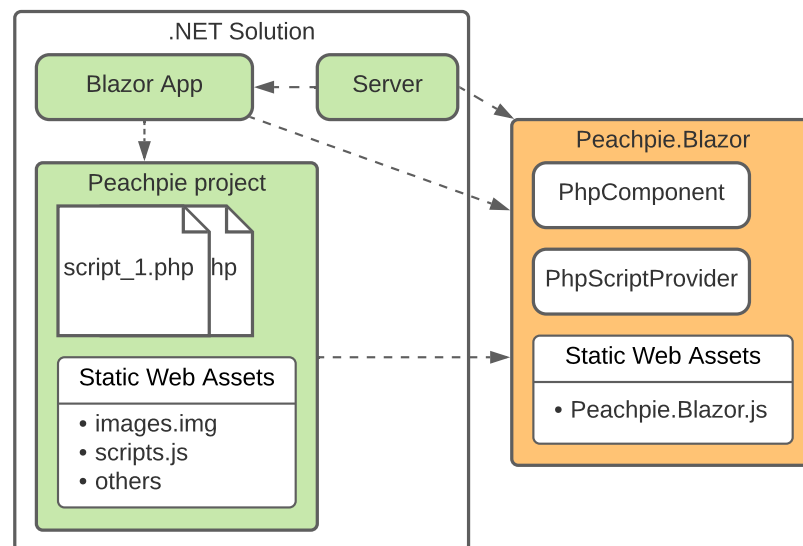 .NET Solution
Blazor App
Server
Peachpie project
script_1.php
hp
Static Web Assets
• images.img
• scripts.js
• others
Peachpie.Blazor
PhpComponent
PhpScriptProvider
Static Web Assets
• Peachpie.Blazor.js